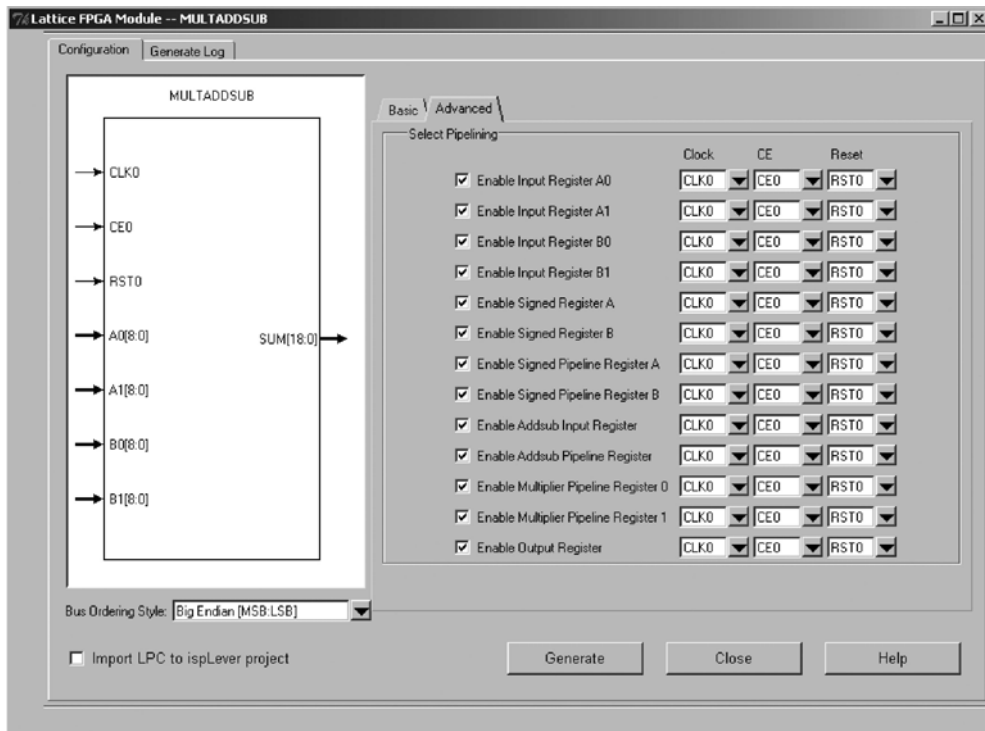 Lattice FPGA Module -- MULTADDSUB
Configuration
Generate Log
MULTADDSUB
CLK0
CE0
RST0
A0[8:0]
SUM[18:0]
A1[8:0]
B0[8:0]
B1[8:0]
Bus Ordering Style: Big Endian [MSB:LSB]
Import LPC to ispLever project
Basic
Advanced
Select Pipelining
Clock CE Reset
Enable Input Register A0 CLK0 CE0 RST0
Enable Input Register A1 CLK0 CE0 RST0
Enable Input Register B0 CLK0 CE0 RST0
Enable Input Register B1 CLK0 CE0 RST0
Enable Signed Register A CLK0 CE0 RST0
Enable Signed Register B CLK0 CE0 RST0
Enable Signed Pipeline Register A CLK0 CE0 RST0
Enable Signed Pipeline Register B CLK0 CE0 RST0
Enable Addsub Input Register CLK0 CE0 RST0
Enable Addsub Pipeline Register CLK0 CE0 RST0
Enable Multiplier Pipeline Register 0 CLK0 CE0 RST0
Enable Multiplier Pipeline Register 1 CLK0 CE0 RST0
Enable Output Register CLK0 CE0 RST0
Generate
Close
Help